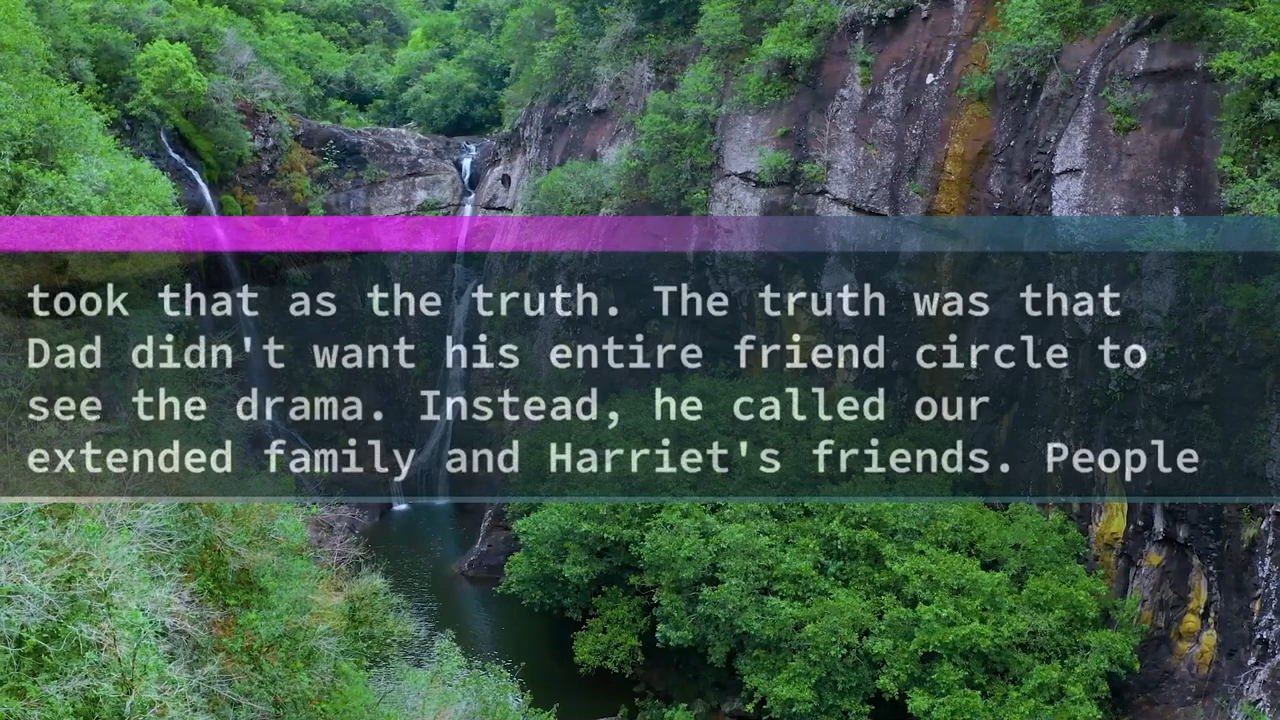 took that as the truth. The truth was that
Dad didn't want his entire friend circle to
see the drama. Instead, he called our
extended family and Harriet's friends. People